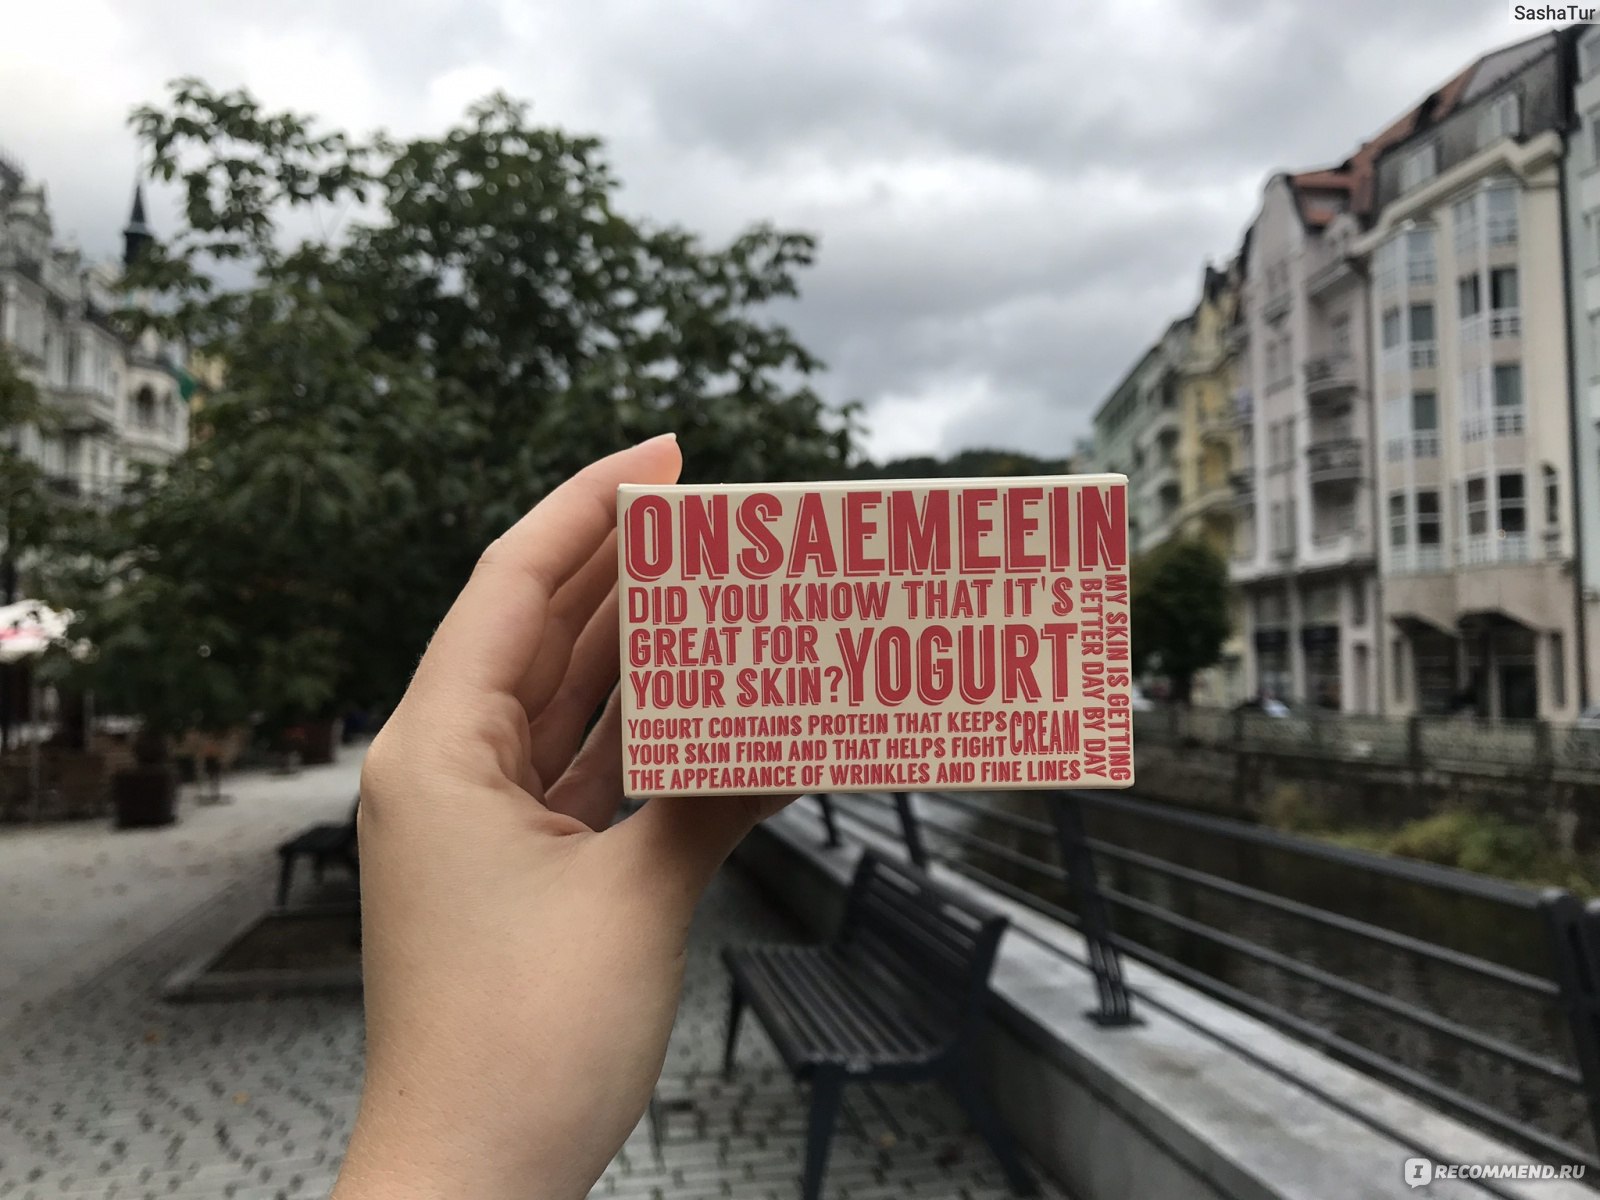 SashaTur
ONSAEMEEIN
DID YOU KNOW THAT IT'S
GREAT FOR
YOUR SKIN?
YOGURT
YOGURT CONTAINS PROTEIN THAT KEEPS
YOUR SKIN FIRM AND THAT HELPS FIGHT
CREAM
THE APPEARANCE OF WRINKLES AND FINE LINES
MY SKIN IS GETTING
BETTER DAY BY DAY
IRECOMMEND.RU